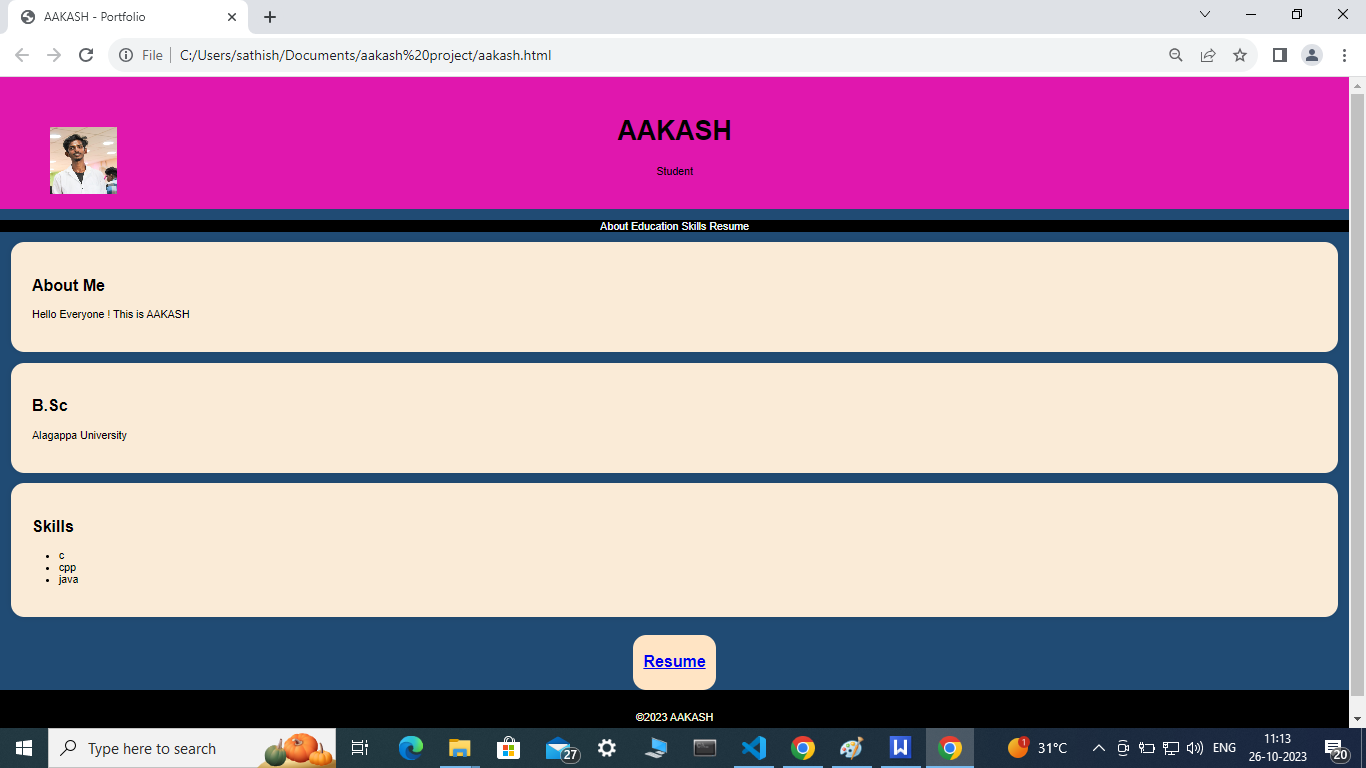 AAKASH - Portfolio
File
C:/Users/sathish/Documents/aakash%20project/aakash.html
AAKASH
Student
About Education Skills Resume
About Me
Hello Everyone ! This is AAKASH
B.Sc
Alagappa University
Skills
c
cpp
java
Resume
©2023 AAKASH
Type here to search
27
1
31°C
ENG
11:13
26-10-2023
20